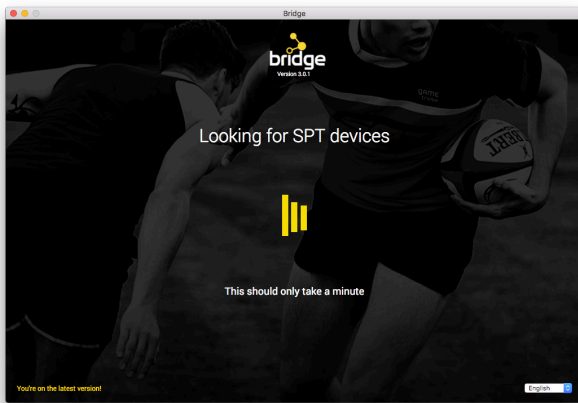 Bridge
bridge
Version 3.0.1
GAME
Looking for SPT devices
This should only take a minute
You're on the latest version!
English